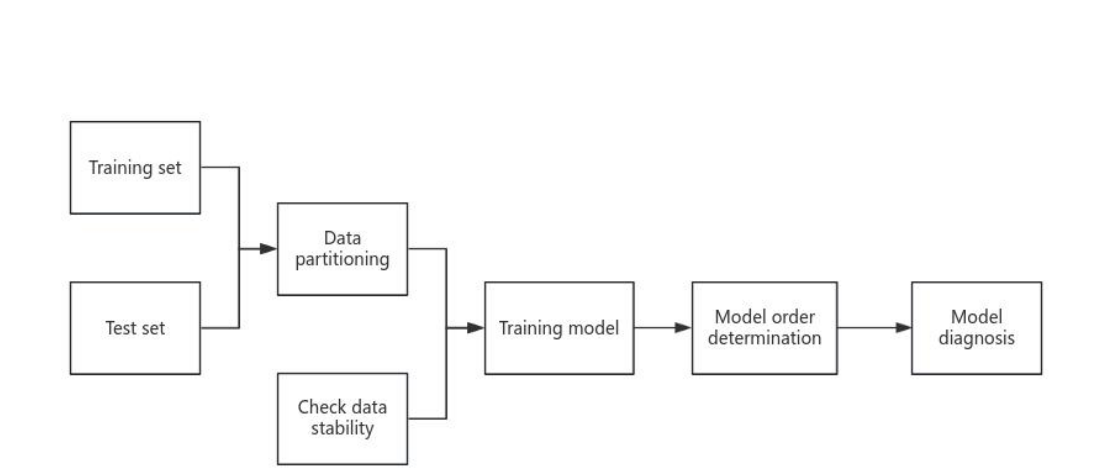 Training set
Data
partitioning
Test set
Training model
Model order
determination
Model
diagnosis
Check data
stability